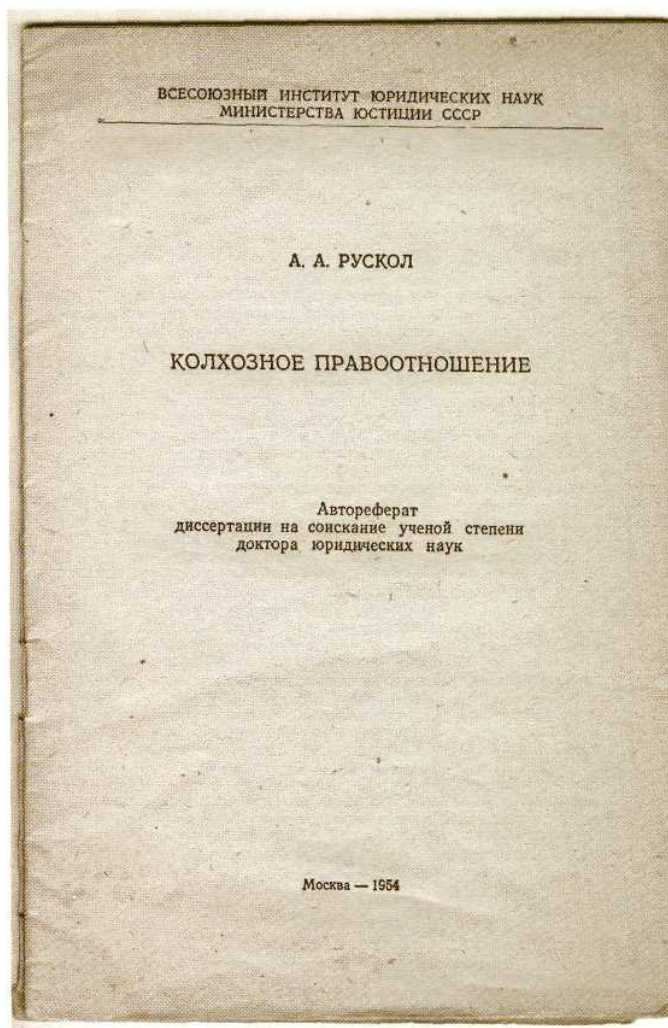 ВСЕСОЮЗНЫЙ ИНСТИТУТ ЮРИДИЧЕСКИХ НАУК
МИНИСТЕРСТВА ЮСТИЦИИ СССР
А. А. РУСКОЛ
КОЛХОЗНОЕ ПРАВООТНОШЕНИЕ
Автореферат
диссертации на соискание ученой степени
доктора юридических наук
Москва — 1954